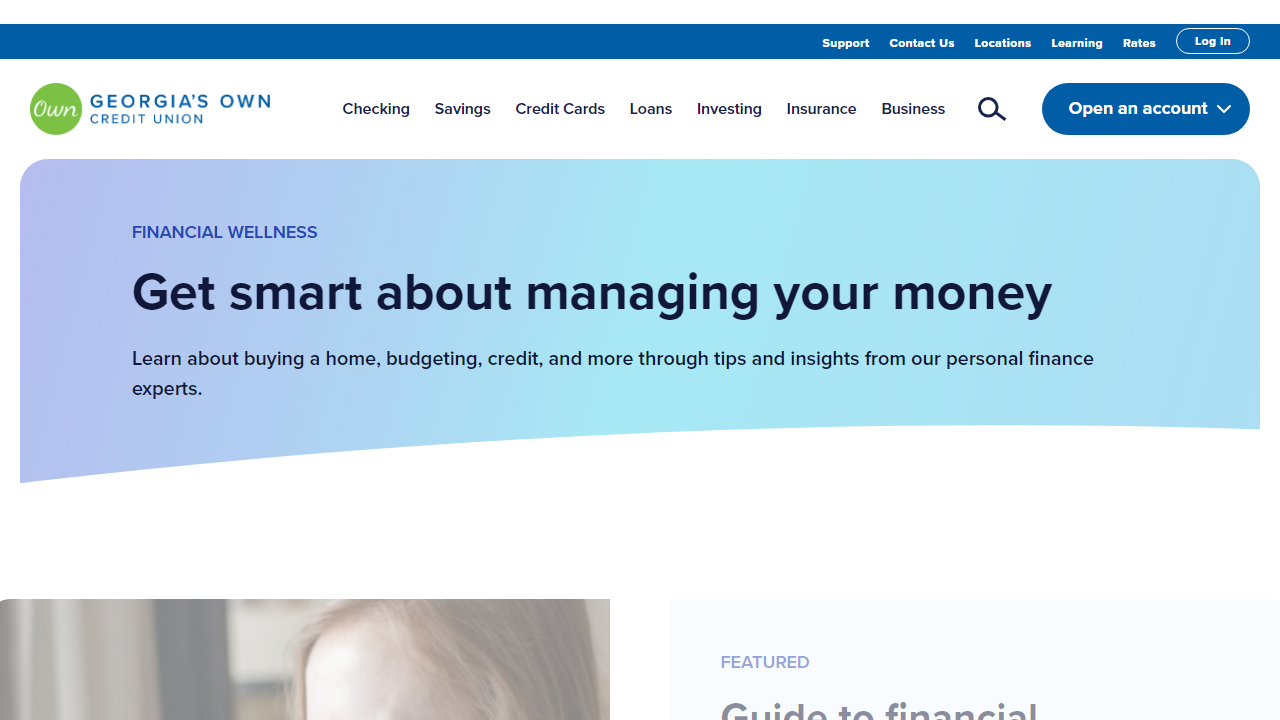 Support Contact Us Locations Learning Rates Log In
Own GEORGIA'S OWN
CREDIT UNION
Checking Savings Credit Cards Loans Investing Insurance Business Open an account
FINANCIAL WELLNESS
Get smart about managing your money
Learn about buying a home, budgeting, credit, and more through tips and insights from our personal finance
experts.
FEATURED
Guide to financial